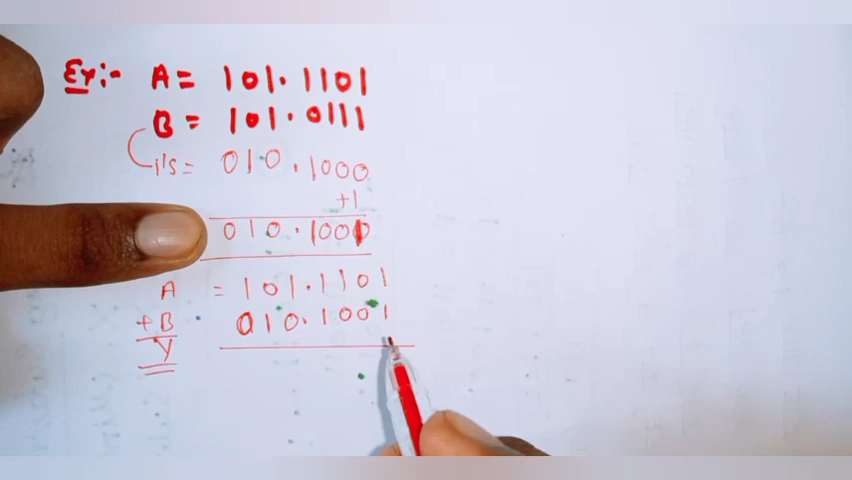 Ex:- A = 101.1101
B = 101.0111
1's = 010.1000
+1
010.1001
A = 101.1101
+ B 010.1001
Y